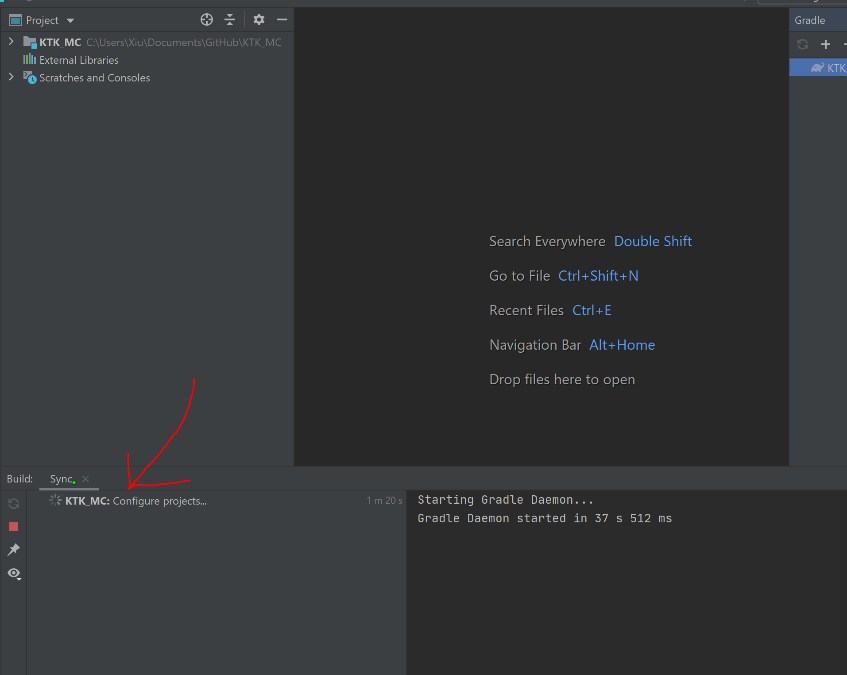 Project
Gradle
KTK_MC C:\Users\Xiu\Documents\GitHub\KTK_MC
External Libraries
KTK
Scratches and Consoles
Search Everywhere Double Shift
Go to File Ctrl+Shift+N
Recent Files Ctrl+E
Navigation Bar Alt+Home
Drop files here to open
Build: Sync
KTK_MC: Configure projects... 1 m 20 s
Starting Gradle Daemon...
Gradle Daemon started in 37 s 512 ms